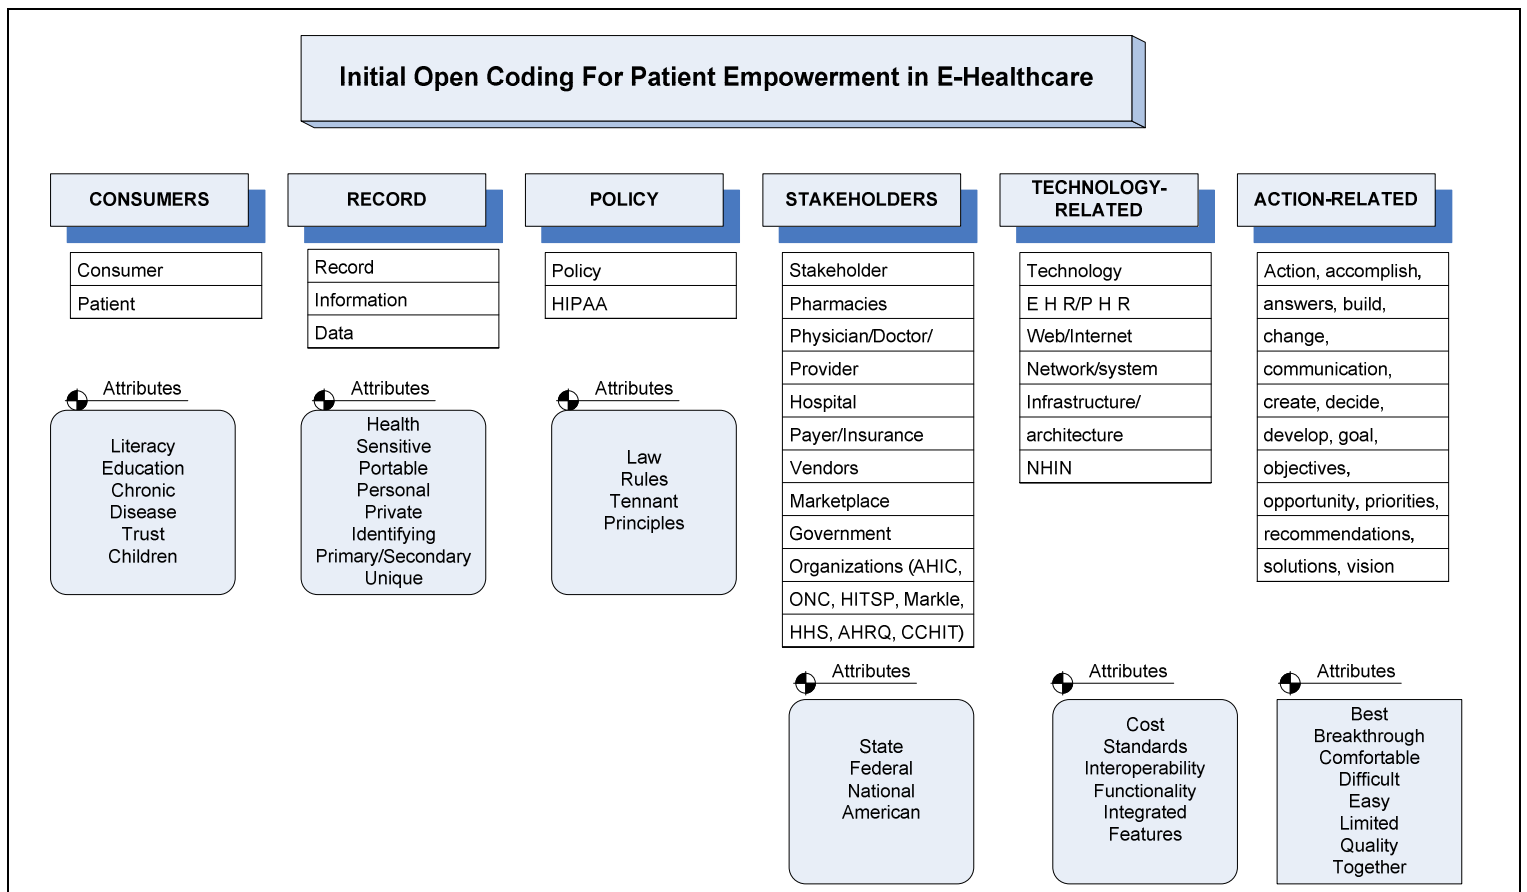 Initial Open Coding For Patient Empowerment in E-Healthcare
CONSUMERS
Consumer
Patient
Attributes
Literacy
Education
Chronic
Disease
Trust
Children
RECORD
Record
Information
Data
Attributes
Health
Sensitive
Portable
Personal
Private
Identifying
Primary/Secondary
Unique
POLICY
Policy
HIPAA
Attributes
Law
Rules
Tennant
Principles
STAKEHOLDERS
Stakeholder
Pharmacies
Physician/Doctor/
Provider
Hospital
Payer/Insurance
Vendors
Marketplace
Government
Organizations (AHIC,
ONC, HITSP, Markle,
HHS, AHRQ, CCHIT)
Attributes
State
Federal
National
American
TECHNOLOGY-
RELATED
Technology
E H R/P H R
Web/Internet
Network/system
Infrastructure/
architecture
NHIN
Attributes
Cost
Standards
Interoperability
Functionality
Integrated
Features
ACTION-RELATED
Action, accomplish,
answers, build,
change,
communication,
create, decide,
develop, goal,
objectives,
opportunity, priorities,
recommendations,
solutions, vision
Attributes
Best
Breakthrough
Comfortable
Difficult
Easy
Limited
Quality
Together